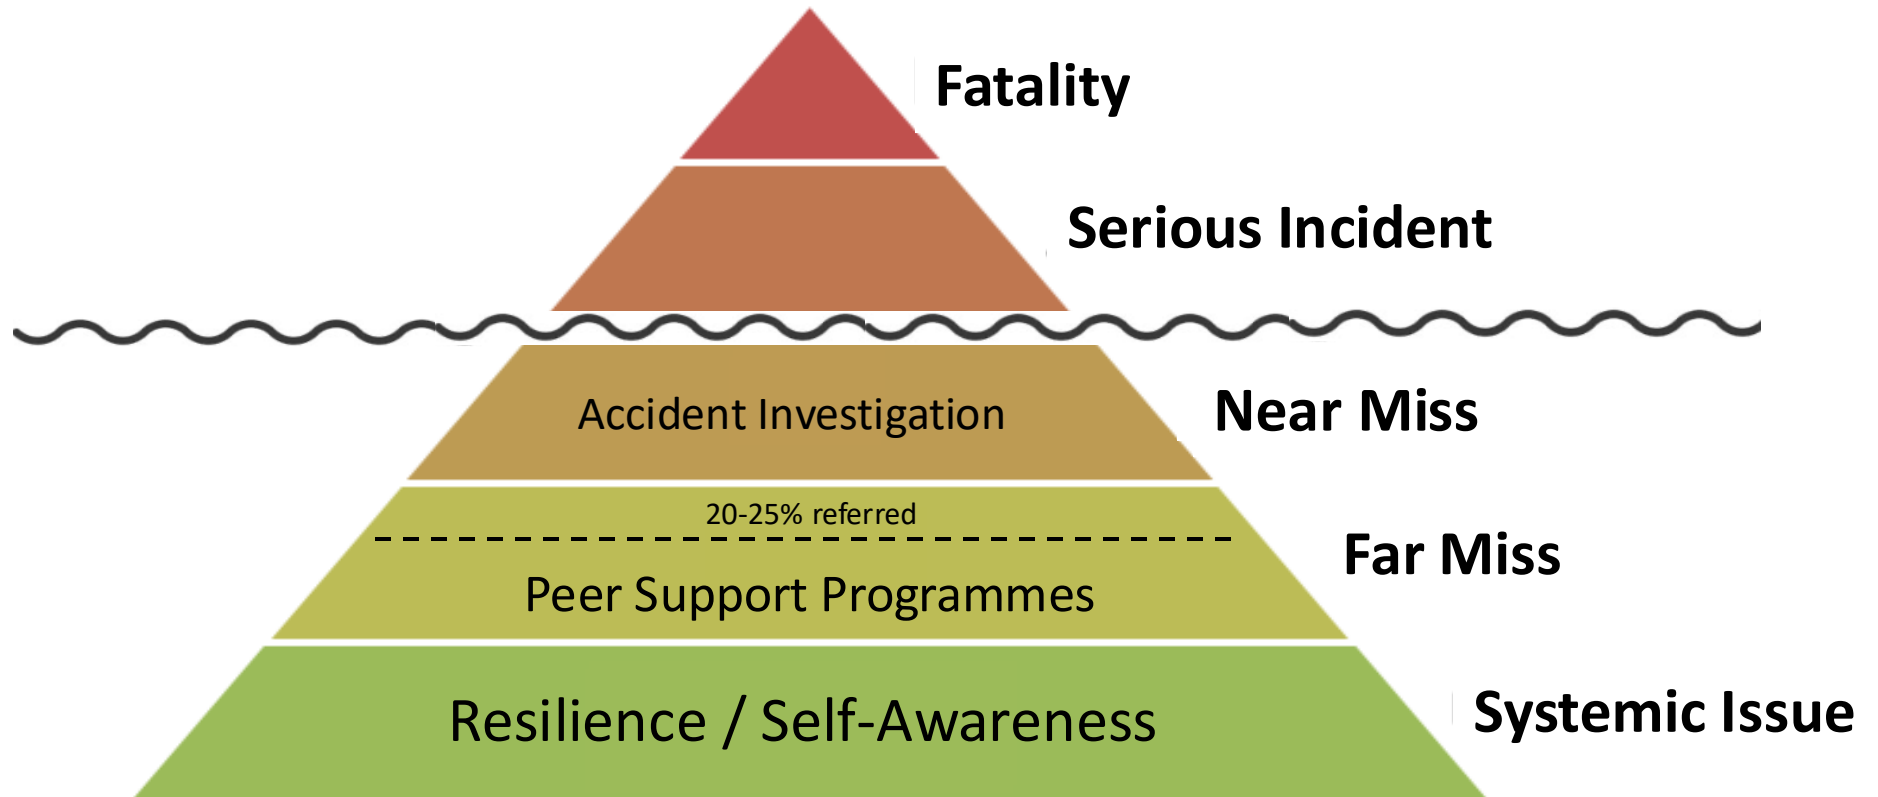 Fatality
Serious Incident
Accident Investigation
Near Miss
20-25% referred
Far Miss
Peer Support Programmes
Resilience / Self-Awareness
Systemic Issue